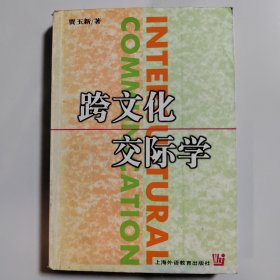 贾玉新/著
INTERCULTURAL
COMMUNICATION
跨文化
交际学
上海外语教育出版社